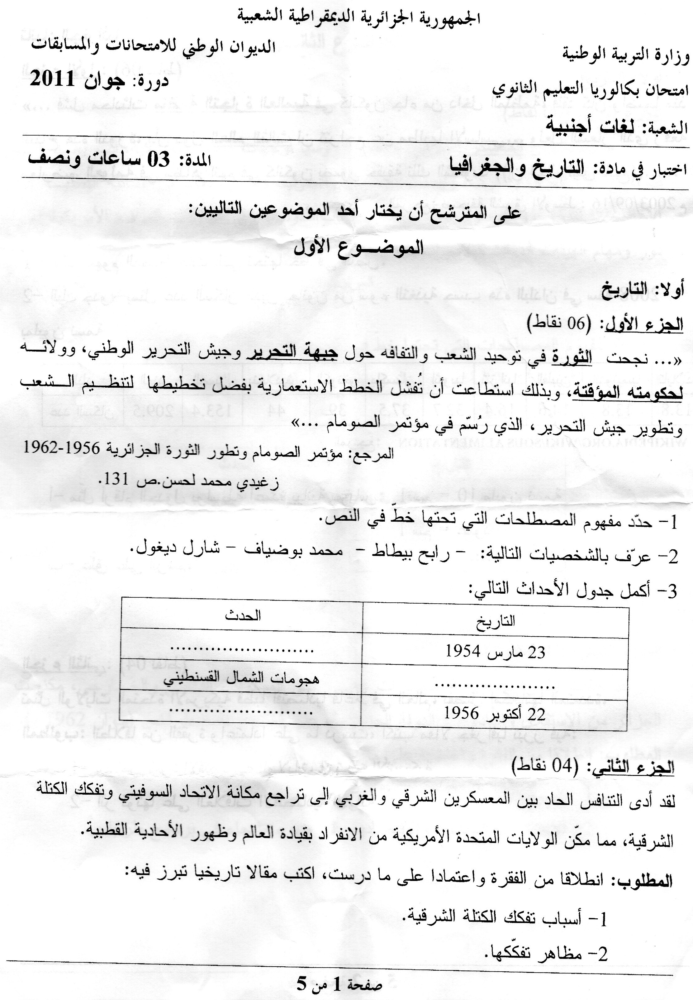 الجمهورية الجزائرية الديمقراطية الشعبية
وزارة التربية الوطنية
الديوان الوطني للامتحانات والمسابقات
امتحان بكالوريا التعليم الثانوي
دورة: جوان 2011
الشعبة: لغات أجنبية
اختبار في مادة: التاريخ والجغرافيا
المدة: 03 ساعات ونصف
على المترشح أن يختار أحد الموضوعين التاليين:
الموضـــوع الأول
أولا: التاريخ
الجزء الأول: (06 نقاط)
«... نجحت الثورة في توحيد الشعب والتفافه حول جبهة التحرير وجيش التحرير الوطني، وولائـــه
لحكومته المؤقتة، وبذلك استطاعت أن تُفشل الخطط الاستعمارية بفضل تخطيطها لتنظـــيم الـــشعب
وتطوير جيش التحرير، الذي رُسّم في مؤتمر الصومام ...»
المرجع: مؤتمر الصومام وتطور الثورة الجزائرية 1956-1962
زغيدي محمد لحسن.ص 131.
1- حدّد مفهوم المصطلحات التي تحتها خطّ في النص.
2- عرّف بالشخصيات التالية: - رابح بيطاط - محمد بوضياف - شارل ديغول.
3- أكمل جدول الأحداث التالي:
التاريخ الحدث
23 مارس 1954 .........................
..................... هجومات الشمال القسنطيني
22 أكتوبر 1956 .........................
الجزء الثاني: (04 نقاط)
لقد أدى التنافس الحاد بين المعسكرين الشرقي والغربي إلى تراجع مكانة الاتحاد السوفيتي وتفكك الكتلة
الشرقية، مما مكّن الولايات المتحدة الأمريكية من الانفراد بقيادة العالم وظهور الأحادية القطبية.
المطلوب: انطلاقا من الفقرة واعتمادا على ما درست، اكتب مقالا تاريخيا تبرز فيه:
1- أسباب تفكك الكتلة الشرقية.
2- مظاهر تفكّكها.
صفحة 1 من 5